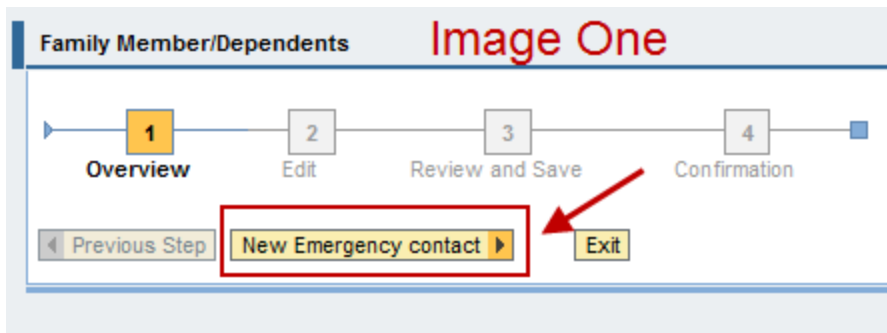 Family Member/Dependents Image One
1 2 3 4
Overview Edit Review and Save Confirmation
Previous Step New Emergency contact Exit